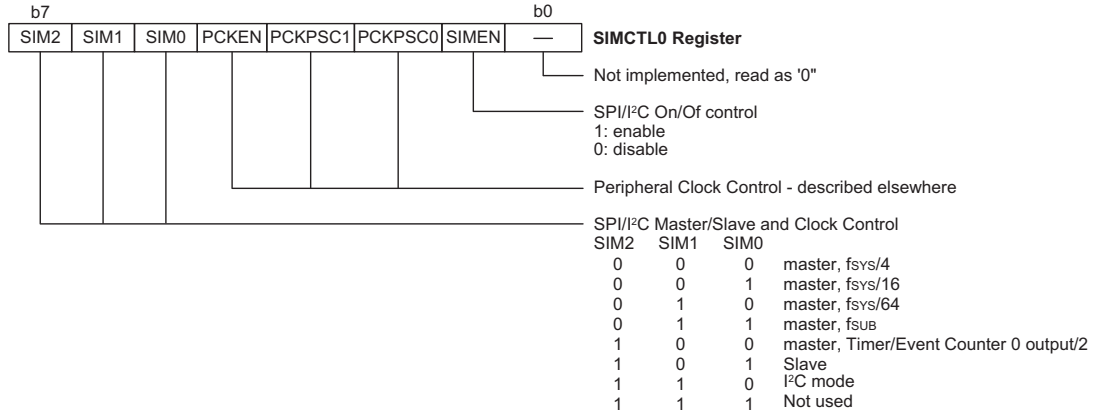 b7 b0
SIM2 SIM1 SIM0 PCKEN PCKPSC1 PCKPSC0 SIMEN — SIMCTL0 Register
Not implemented, read as '0"
SPI/I²C On/Of control
1: enable
0: disable
Peripheral Clock Control - described elsewhere
SPI/I²C Master/Slave and Clock Control
SIM2 SIM1 SIM0
0 0 0 master, fSYS/4
0 0 1 master, fSYS/16
0 1 0 master, fSYS/64
0 1 1 master, fSUB
1 0 0 master, Timer/Event Counter 0 output/2
1 0 1 Slave
1 1 0 I²C mode
1 1 1 Not used